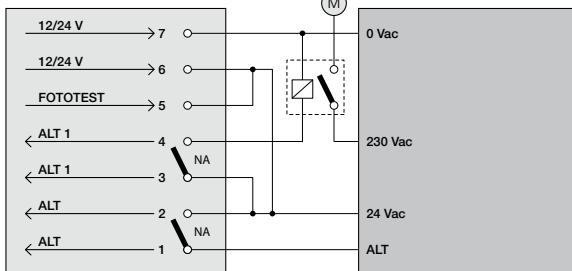 M
12/24 V 7 0 Vac
12/24 V 6
FOTOTEST 5
ALT 1 4 230 Vac
NA
ALT 1 3
ALT 2 24 Vac
NA
ALT 1 ALT